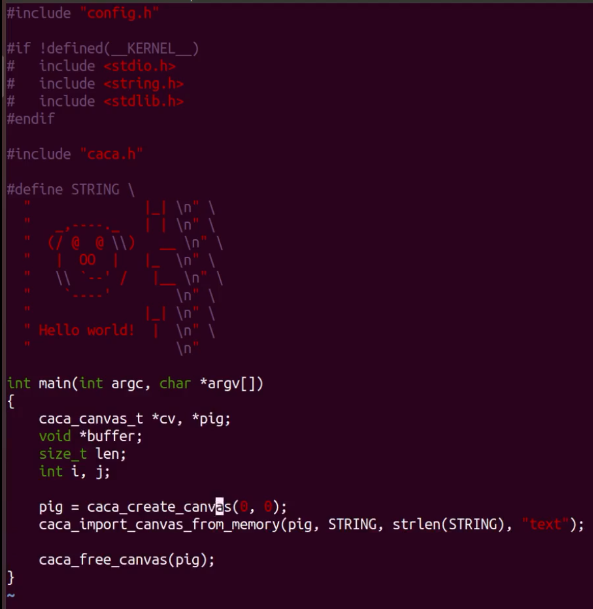 #include "config.h"

#if !defined(__KERNEL__)
#   include <stdio.h>
#   include <string.h>
#   include <stdlib.h>
#endif

#include "caca.h"

#define STRING \
  "              |_| \n" \
  "   _,----._   | | \n" \
  "  (/ @  @ \\)   __ \n" \
  "   |  OO  |   |_  \n" \
  "   \\ `--' /   |__ \n" \
  "    `----'        \n" \
  "              |_| \n" \
  " Hello world!  |  \n" \
  "                  \n"

int main(int argc, char *argv[])
{
    caca_canvas_t *cv, *pig;
    void *buffer;
    size_t len;
    int i, j;

    pig = caca_create_canvas(0, 0);
    caca_import_canvas_from_memory(pig, STRING, strlen(STRING), "text");

    caca_free_canvas(pig);
}
~